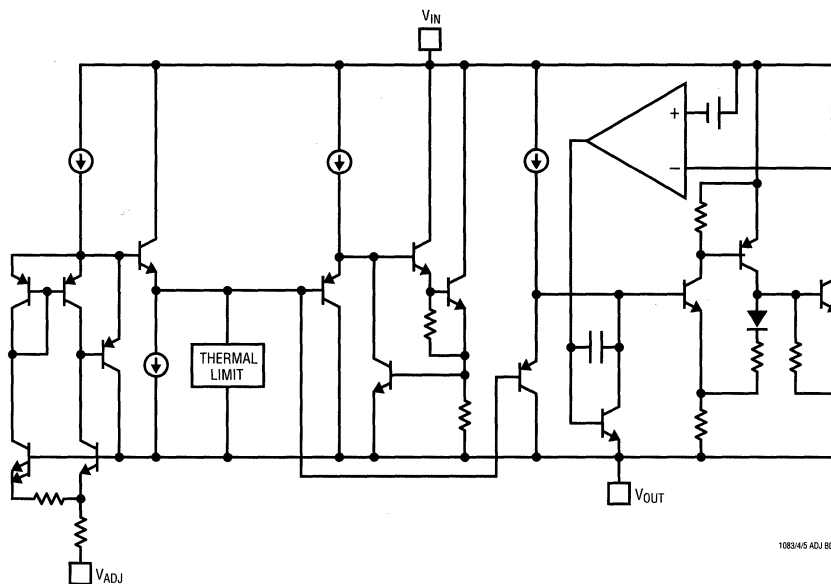 VIN
+
−
THERMAL
LIMIT
VOUT
1083/4/5 ADJ
VADJ